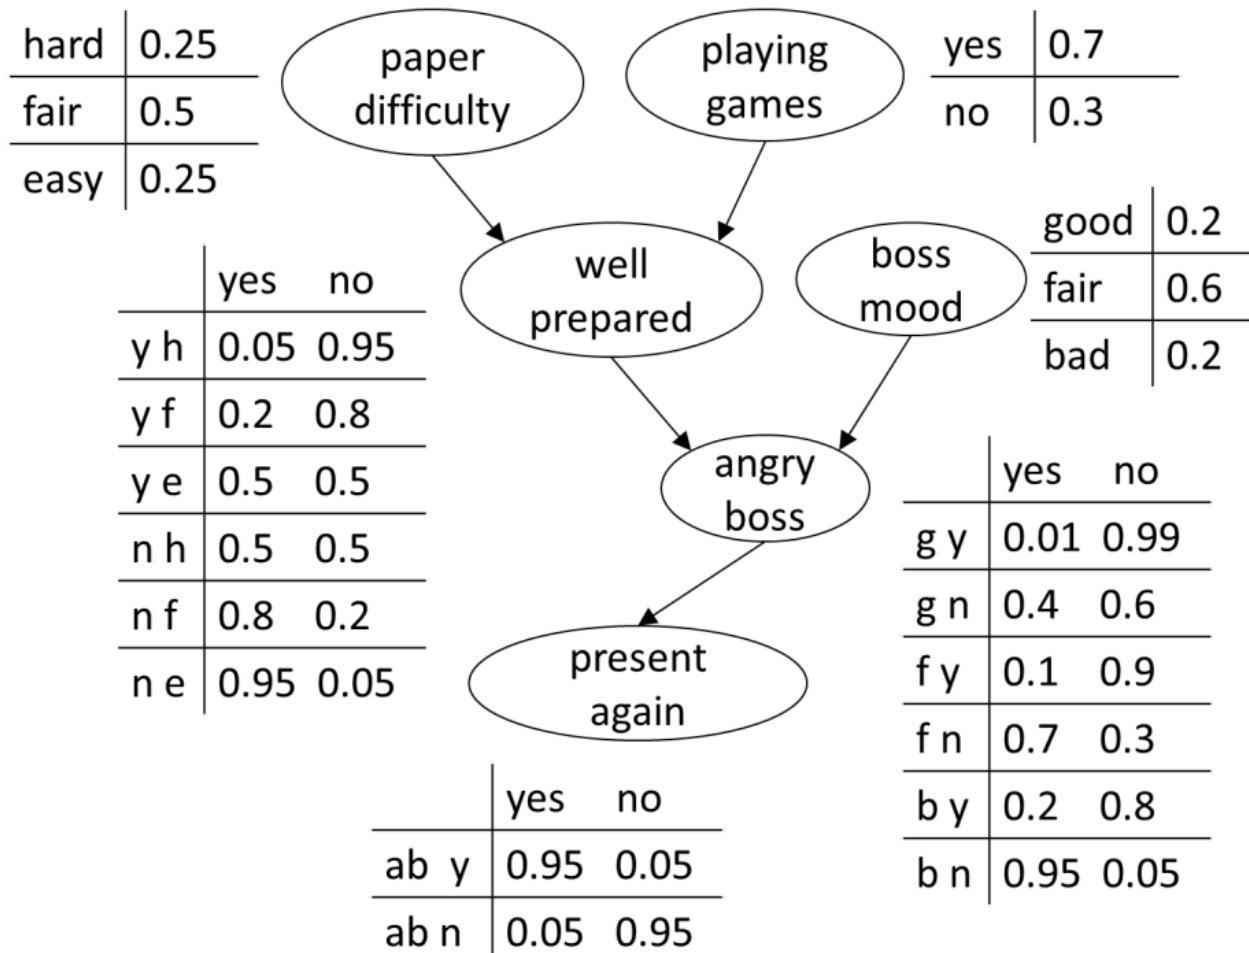 hard 0.25
fair 0.5
easy 0.25
paper
difficulty
playing
games
yes 0.7
no 0.3
well
prepared
boss
mood
good 0.2
fair 0.6
bad 0.2
yes no
y h 0.05 0.95
y f 0.2 0.8
y e 0.5 0.5
n h 0.5 0.5
n f 0.8 0.2
n e 0.95 0.05
angry
boss
yes no
g y 0.01 0.99
g n 0.4 0.6
f y 0.1 0.9
f n 0.7 0.3
b y 0.2 0.8
b n 0.95 0.05
present
again
yes no
ab y 0.95 0.05
ab n 0.05 0.95